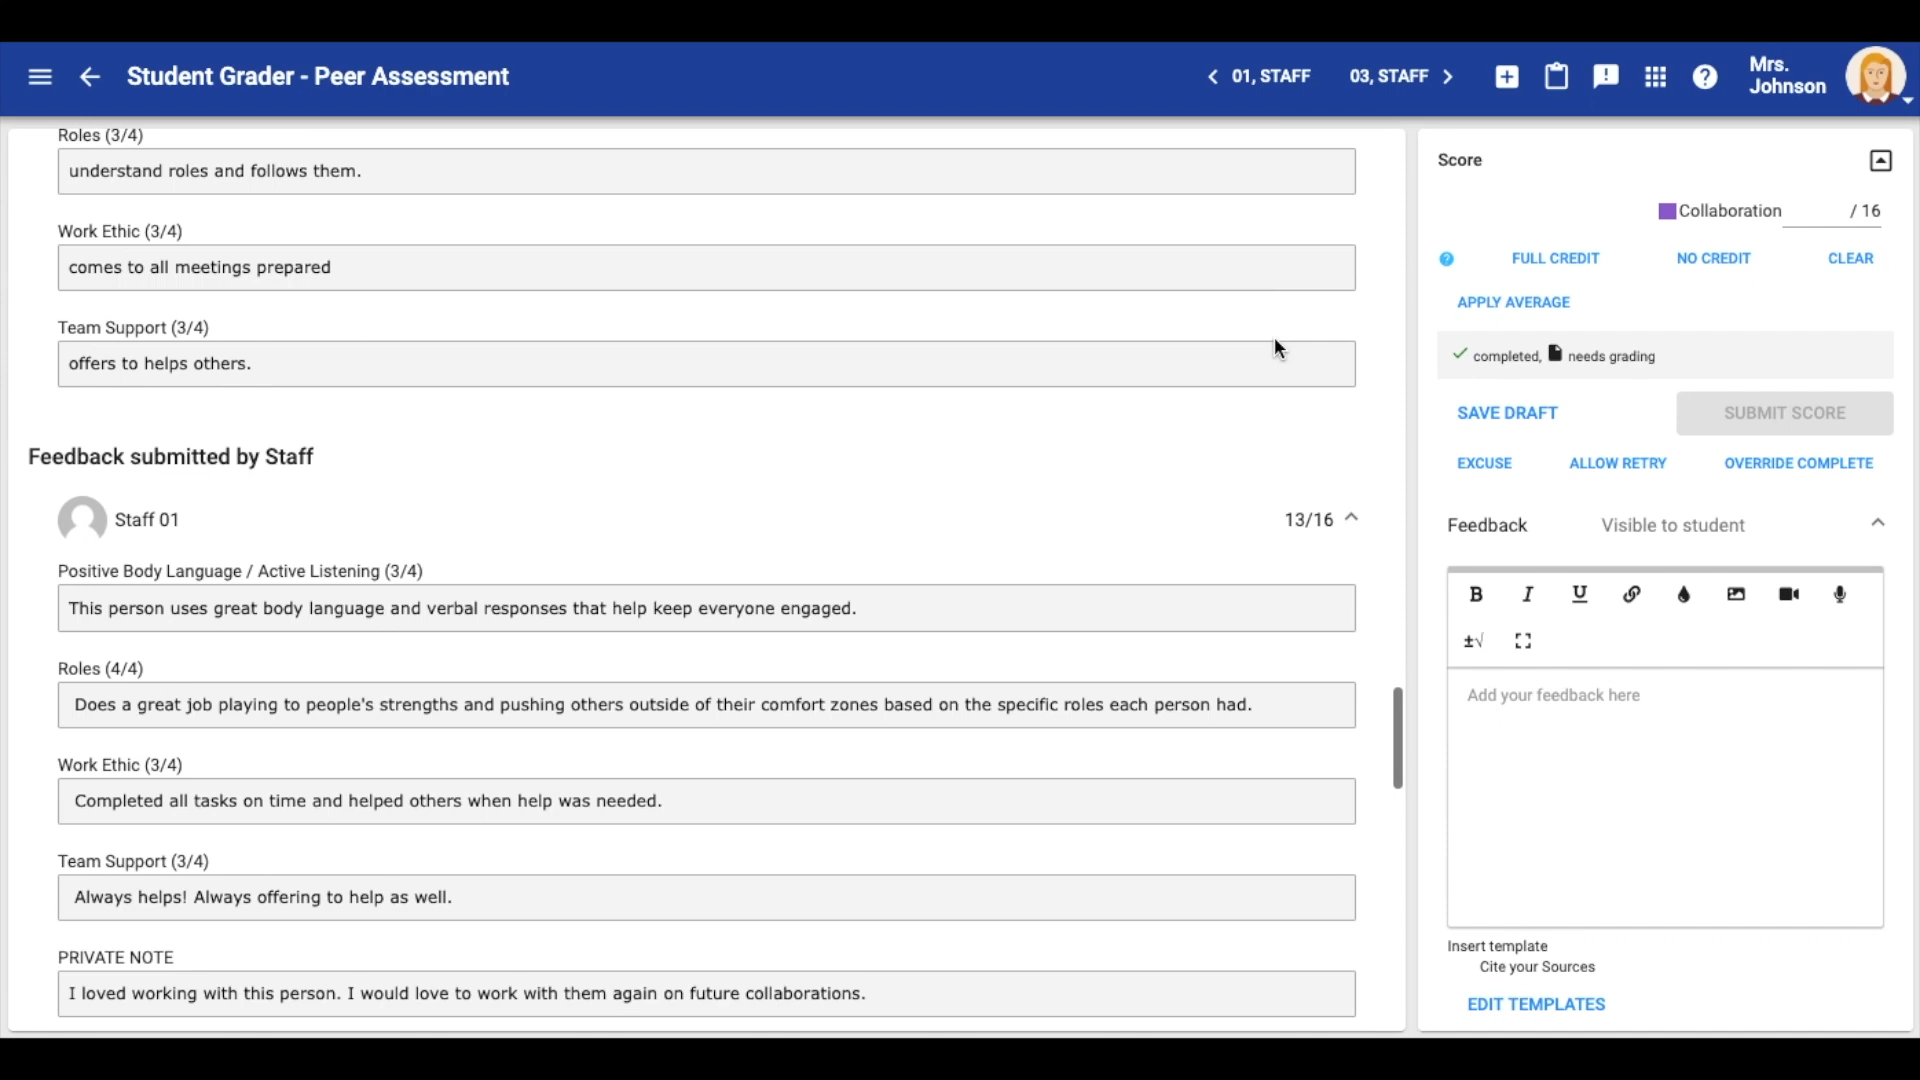 Student Grader - Peer Assessment
01, STAFF
03, STAFF
Mrs.
Johnson
Roles (3/4)
understand roles and follows them.
Work Ethic (3/4)
comes to all meetings prepared
Team Support (3/4)
offers to helps others.
Feedback submitted by Staff
Staff 01
13/16
Positive Body Language / Active Listening (3/4)
This person uses great body language and verbal responses that help keep everyone engaged.
Roles (4/4)
Does a great job playing to people's strengths and pushing others outside of their comfort zones based on the specific roles each person had.
Work Ethic (3/4)
Completed all tasks on time and helped others when help was needed.
Team Support (3/4)
Always helps! Always offering to help as well.
PRIVATE NOTE
I loved working with this person. I would love to work with them again on future collaborations.
Score
Collaboration / 16
FULL CREDIT NO CREDIT CLEAR
APPLY AVERAGE
completed, needs grading
SAVE DRAFT SUBMIT SCORE
EXCUSE ALLOW RETRY OVERRIDE COMPLETE
Feedback Visible to student
B I U
±√
Add your feedback here
Insert template
Cite your Sources
EDIT TEMPLATES